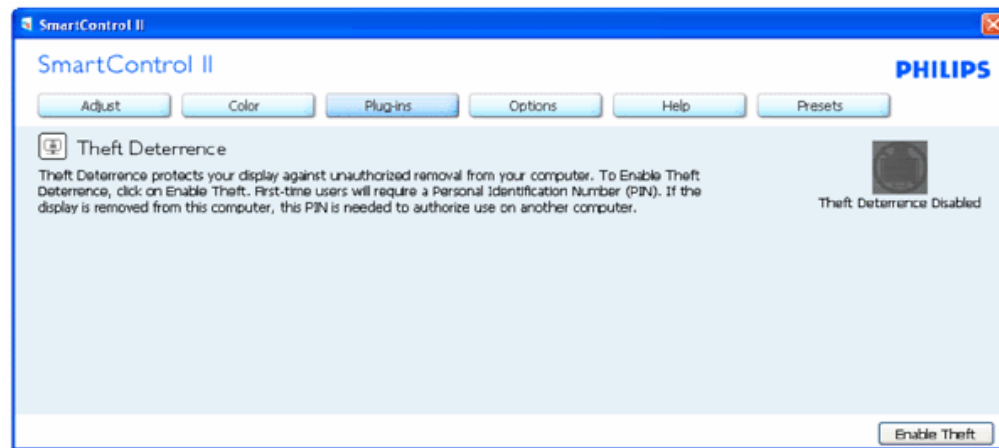 SmartControl II
SmartControl II
PHILIPS
Adjust Color Plug-ins Options Help Presets
Theft Deterrence
Theft Deterrence protects your display against unauthorized removal from your computer. To Enable Theft
Deterrence, click on Enable Theft. First-time users will require a Personal Identification Number (PIN). If the
display is removed from this computer, this PIN is needed to authorize use on another computer.
Theft Deterrence Disabled
Enable Theft